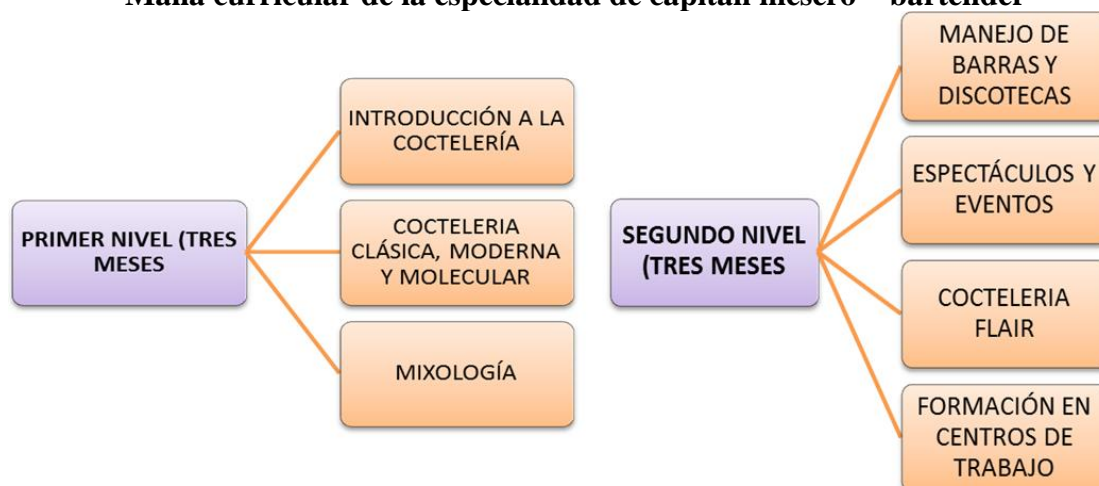 Malla curricular de la especialidad de capitán mesero – bartender
INTRODUCCIÓN A LA
COCTELERÍA
PRIMER NIVEL (TRES
MESES
COCTELERIA
CLÁSICA, MODERNA
Y MOLECULAR
MIXOLOGÍA
SEGUNDO NIVEL
(TRES MESES
MANEJO DE
BARRAS Y
DISCOTECAS
ESPECTÁCULOS Y
EVENTOS
COCTELERIA
FLAIR
FORMACIÓN EN
CENTROS DE
TRABAJO